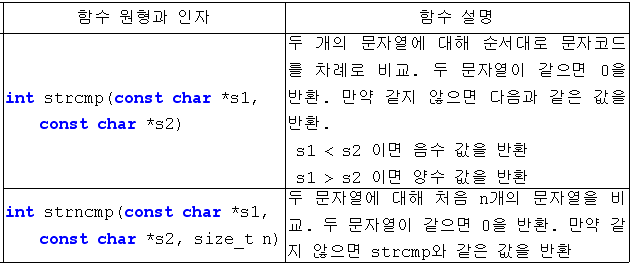 함수 원형과 인자
함수 설명
int strcmp(const char *s1,
const char *s2)
두 개의 문자열에 대해 순서대로 문자코드
를 차례로 비교. 두 문자열이 같으면 0을
반환. 만약 같지 않으면 다음과 같은 값을
반환.
s1 < s2 이면 음수 값을 반환
s1 > s2 이면 양수 값을 반환
int strncmp(const char *s1,
const char *s2, size_t n)
두 문자열에 대해 처음 n개의 문자열을 비
교. 두 문자열이 같으면 0을 반환. 만약 같
지 않으면 strcmp와 같은 값을 반환